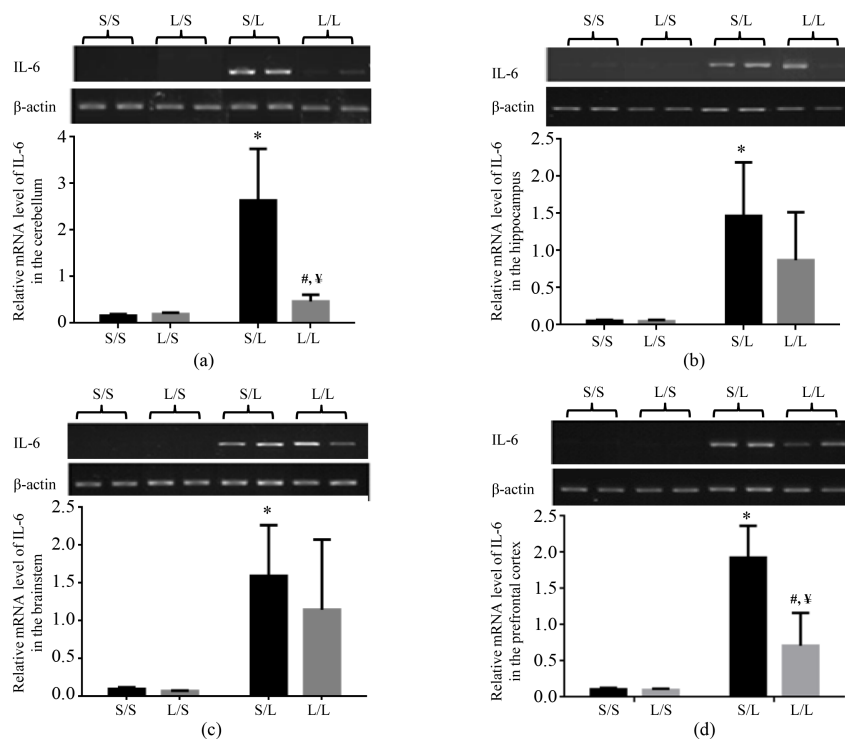 S/S L/S S/L L/L
IL-6
β-actin
Relative mRNA level of IL-6
in the cerebellum
4
3
2
1
0
*
#, ¥
S/S L/S S/L L/L
(a)
S/S L/S S/L L/L
IL-6
β-actin
Relative mRNA level of IL-6
in the hippocampus
2.5
2.0
1.5
1.0
0.5
0.0
*
S/S L/S S/L L/L
(b)
S/S L/S S/L L/L
IL-6
β-actin
Relative mRNA level of IL-6
in the brainstem
2.5
2.0
1.5
1.0
0.5
0.0
*
S/S L/S S/L L/L
(c)
S/S L/S S/L L/L
IL-6
β-actin
Relative mRNA level of IL-6
in the prefrontal cortex
2.5
2.0
1.5
1.0
0.5
0.0
*
#, ¥
S/S L/S S/L L/L
(d)